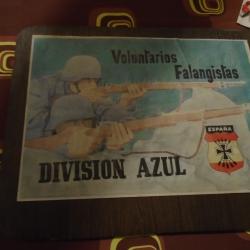 Voluntarios
Falangistas
DIVISION AZUL
ESPAÑA